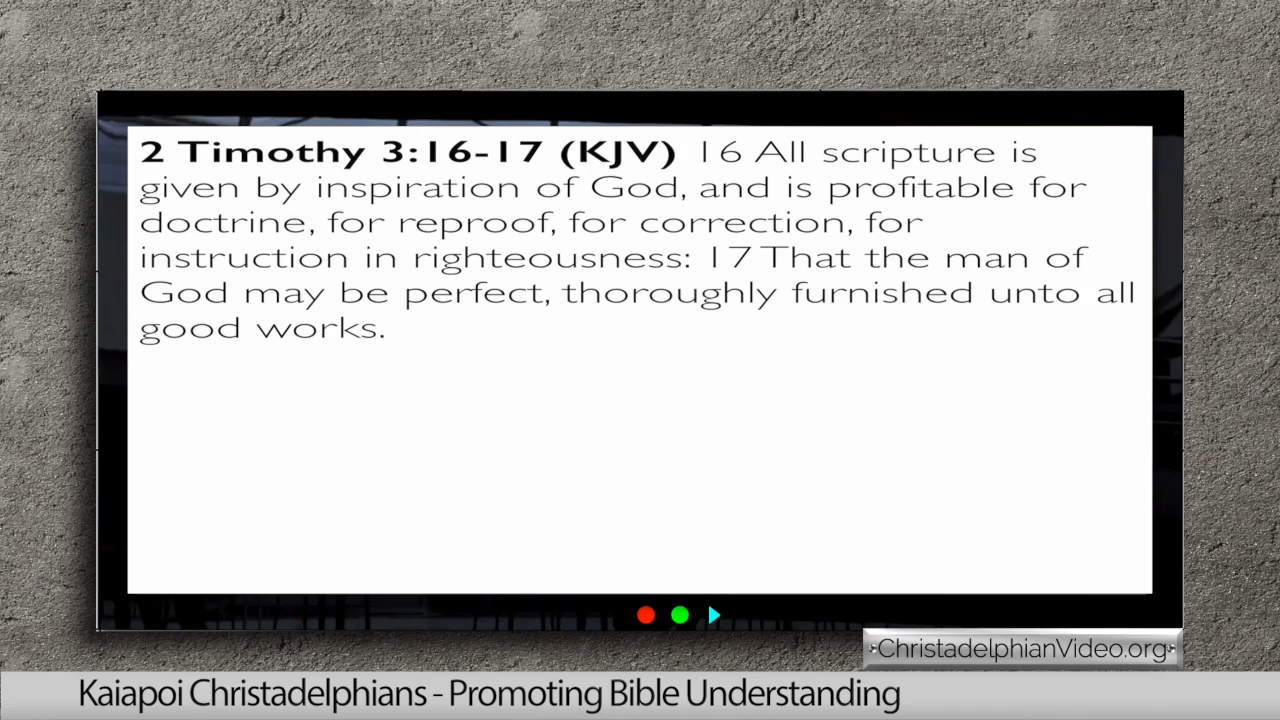 2 Timothy 3:16-17 (KJV) 16 All scripture is
given by inspiration of God, and is profitable for
doctrine, for reproof, for correction, for
instruction in righteousness: 17 That the man of
God may be perfect, thoroughly furnished unto all
good works.
ChristadelphianVideo.org
Kaiapoi Christadelphians - Promoting Bible Understanding